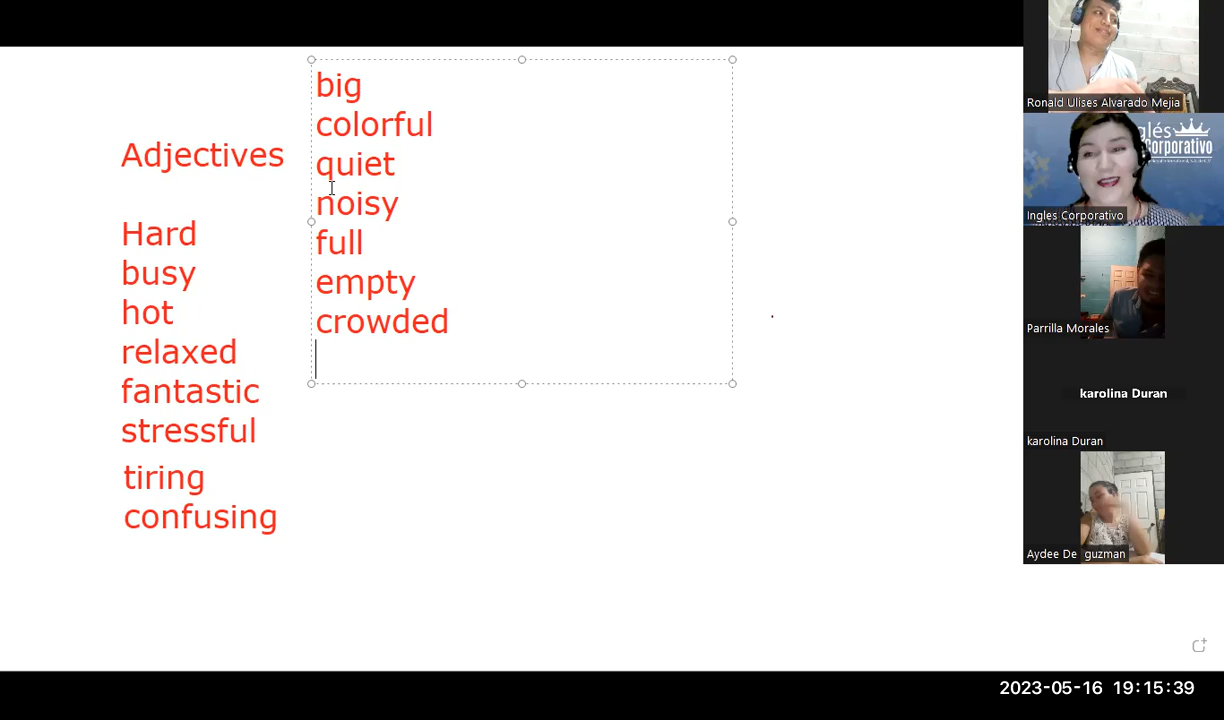 Adjectives
Hard
busy
hot
relaxed
fantastic
stressful
tiring
confusing
big
colorful
quiet
noisy
full
empty
crowded
Ronald Ulises Alvarado Mejia
glés
Corporativo
Ingles Corporativo
Parrilla Morales
karolina Duran
karolina Duran
Aydee De guzman
2023-05-16 19:15:39